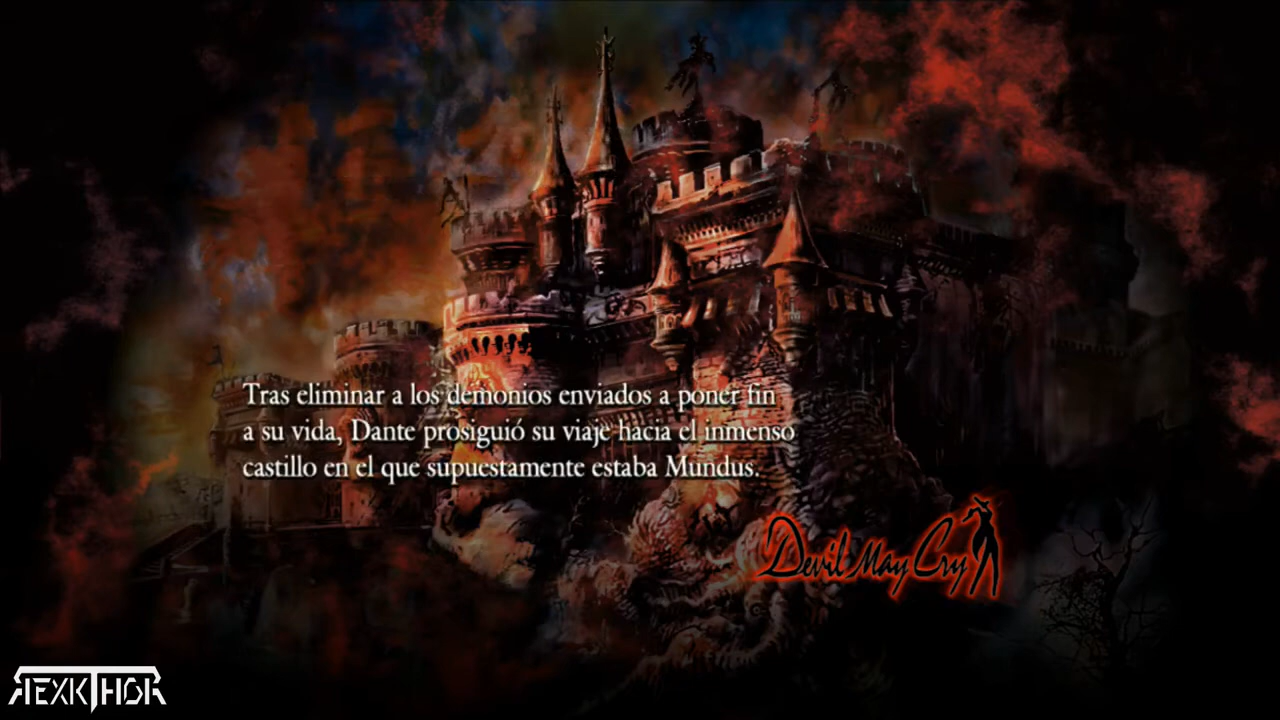 Tras eliminar a los demonios enviados a poner fin
a su vida, Dante prosiguió su viaje hacia el inmenso
castillo en el que supuestamente estaba Mundus.
Devil May Cry
TEXKTHOR